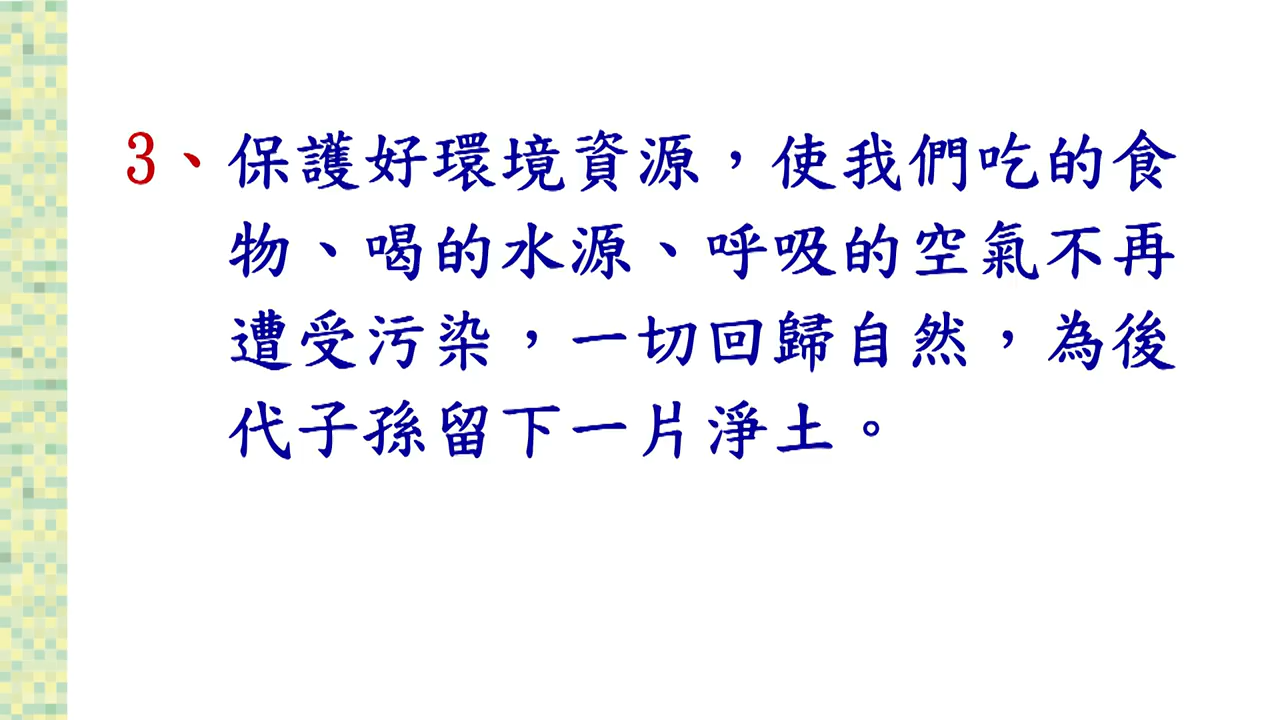 3、保護好環境資源，使我們吃的食
物、喝的水源、呼吸的空氣不再
遭受污染，一切回歸自然，為後
代子孫留下一片淨土。